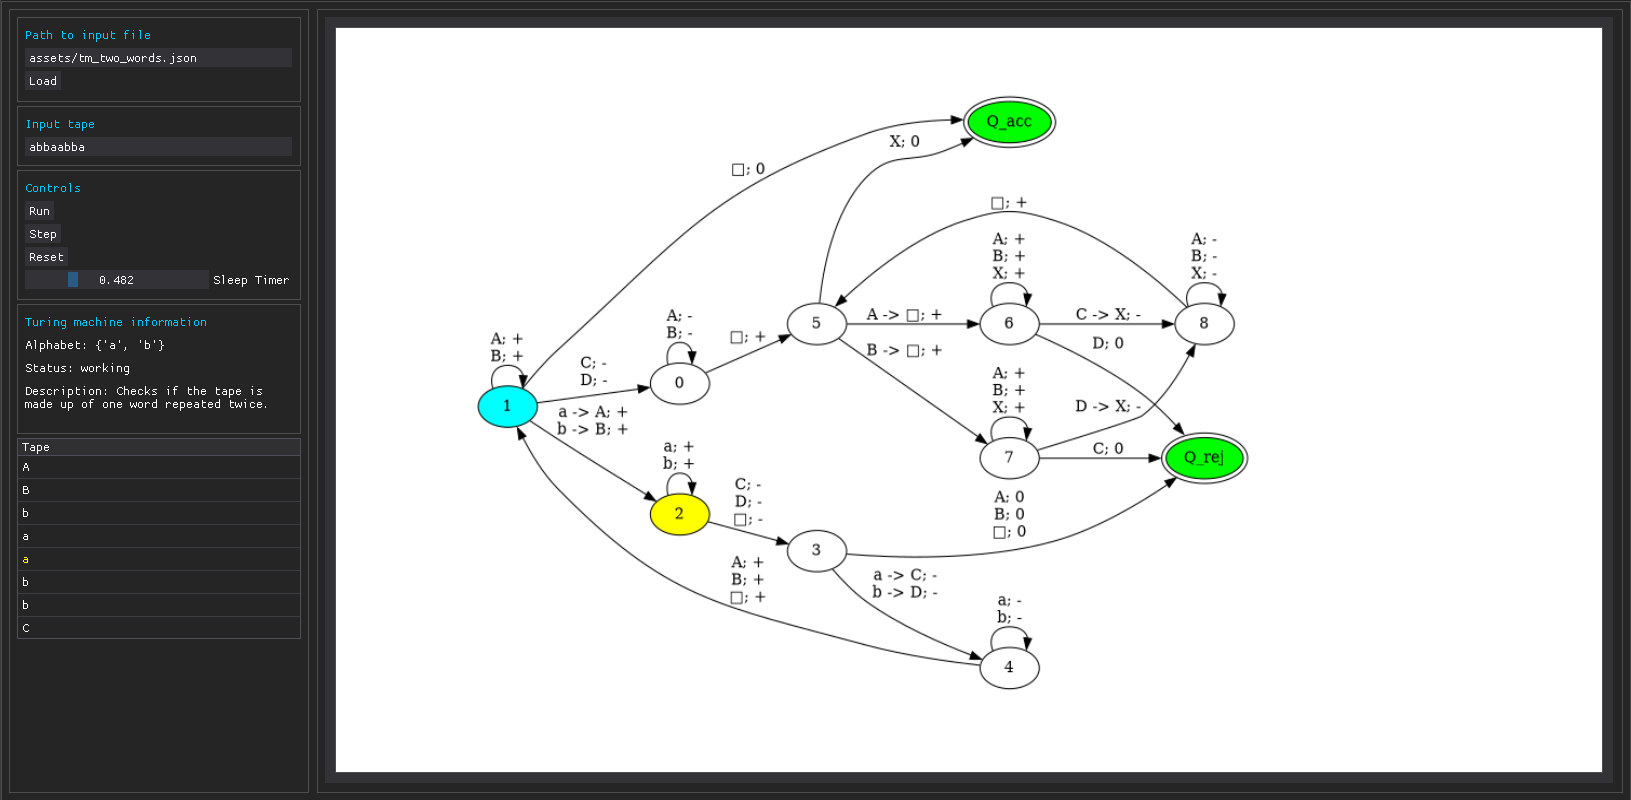 Path to input file
assets/tm_two_words.json
Load
Input tape
abbaabba
Controls
Run
Step
Reset
0.482 Sleep Timer
Turing machine information
Alphabet: {'a', 'b'}
Status: working
Description: Checks if the tape is
made up of one word repeated twice.
Tape
A
B
b
a
a
b
b
C
Q_acc
X; 0
□; 0
□; +
A; +
B; +
X; +
A; -
B; -
X; -
A; -
B; -
□; +
5
A -> □; +
6
C -> X; -
8
D; 0
B -> □; +
A; +
B; +
C; -
D; -
0
A; +
B; +
X; +
1
a -> A; +
b -> B; +
D -> X; -
7
C; 0
Q_rej
a; +
b; +
2
C; -
D; -
□; -
A; 0
B; 0
□; 0
3
A; +
B; +
□; +
a -> C; -
b -> D; -
a; -
b; -
4